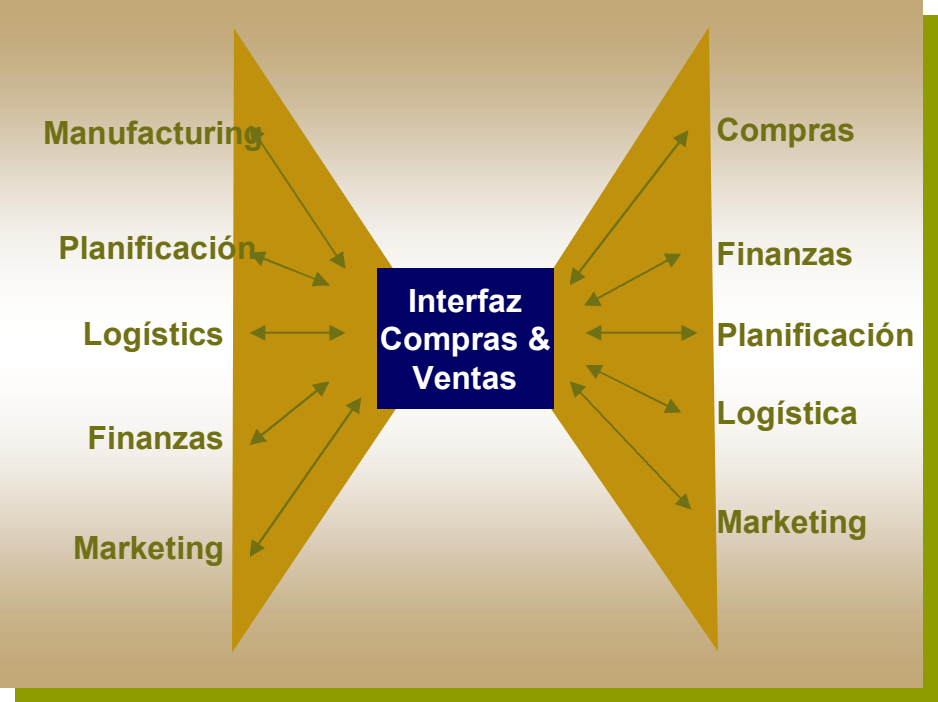 Manufacturing
Planificación
Logístics
Finanzas
Marketing
Interfaz
Compras &
Ventas
Compras
Finanzas
Planificación
Logística
Marketing